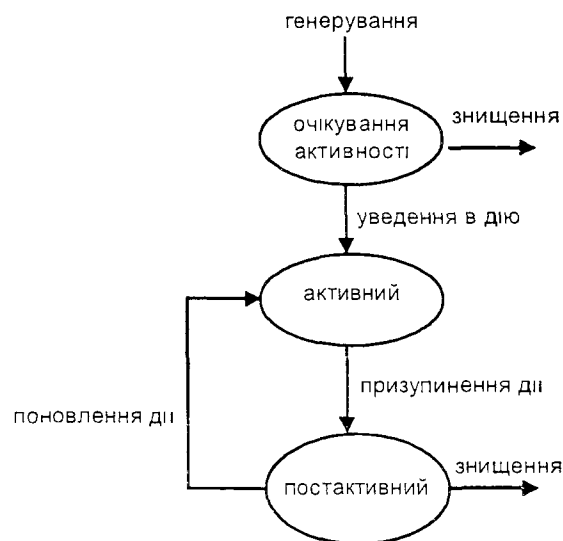 генерування
очікування
активності
знищення
уведення в дію
активний
призупинення дії
поновлення дії
постактивний
знищення